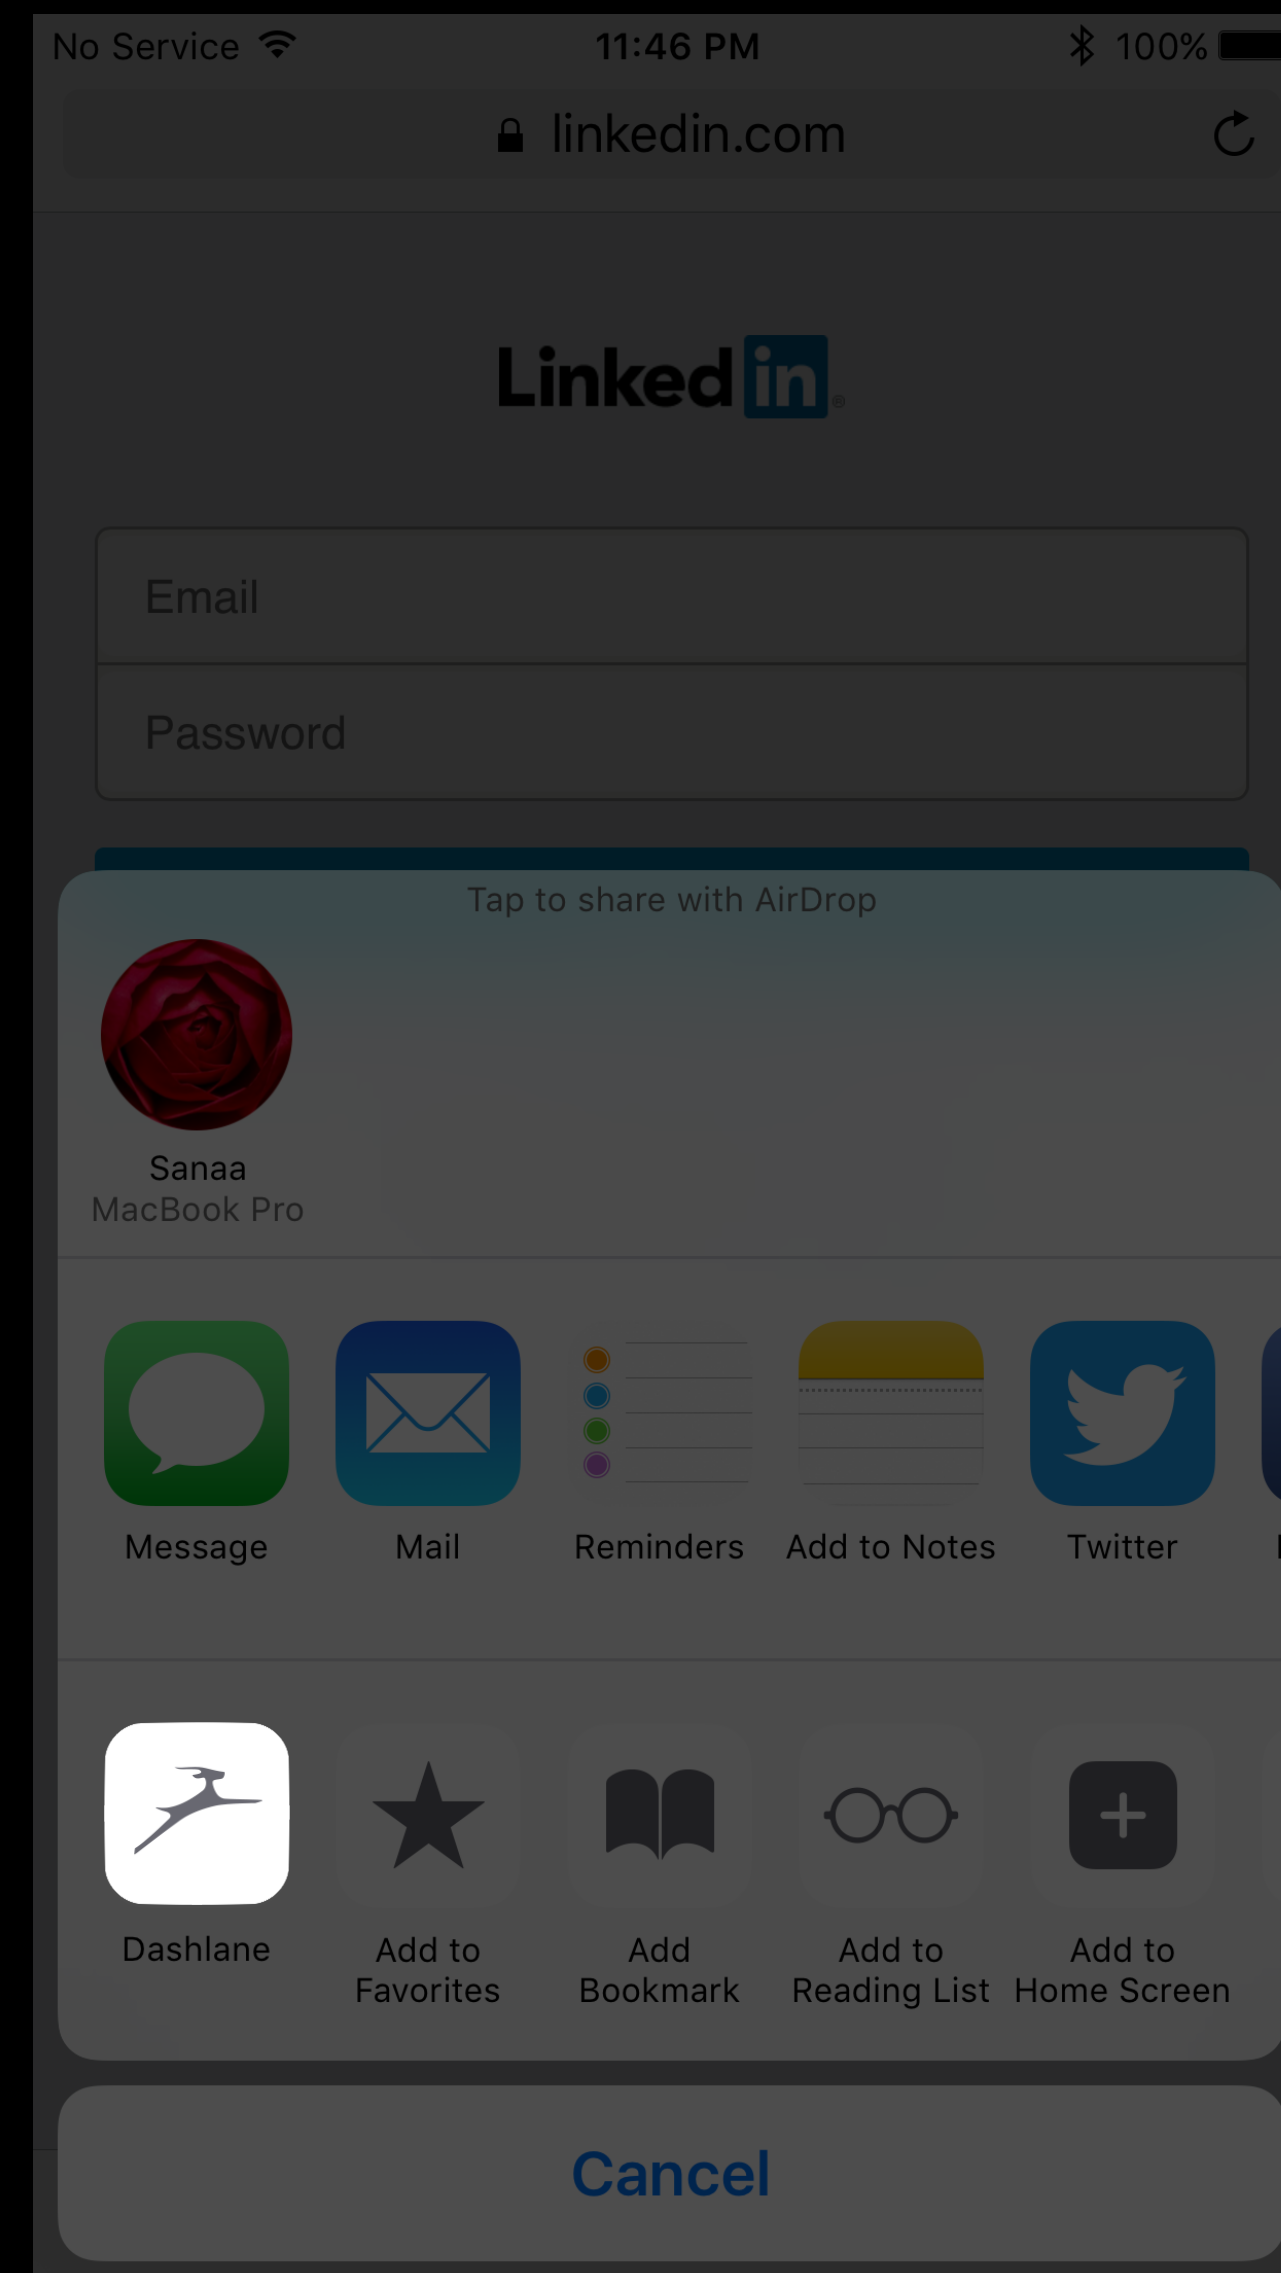 No Service 11:46 PM 100%
linkedin.com
Linkedin®
Email
Password
Tap to share with AirDrop
Sanaa
MacBook Pro
Message Mail Reminders Add to Notes Twitter
Dashlane Add to Favorites Add Bookmark Add to Reading List Add to Home Screen
Cancel